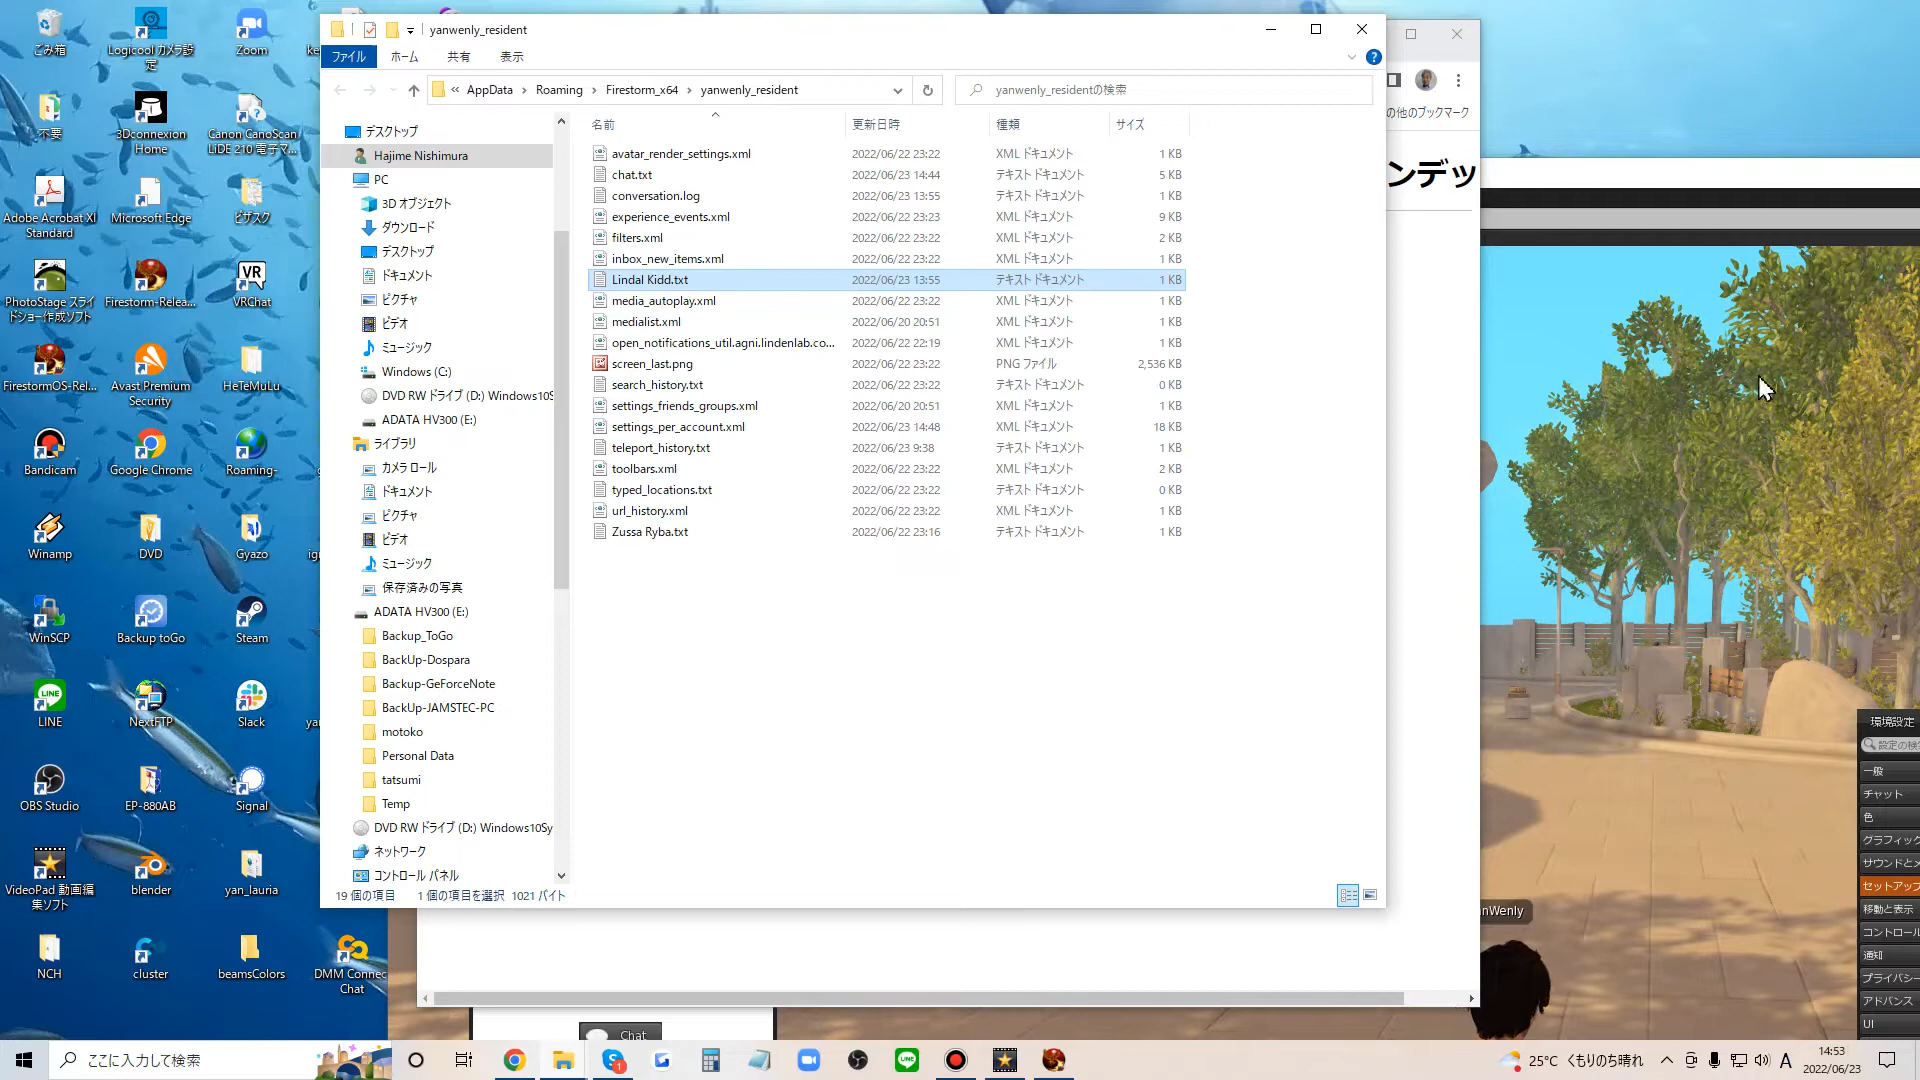 yanwenly_resident
ファイル
ホーム
共有
表示
« AppData › Roaming › Firestorm_x64 › yanwenly_resident
yanwenly_residentの検索
名前
更新日時
種類
サイズ
avatar_render_settings.xml 2022/06/22 23:22 XML ドキュメント 1 KB
chat.txt 2022/06/23 14:44 テキスト ドキュメント 5 KB
conversation.log 2022/06/23 13:55 テキスト ドキュメント 1 KB
experience_events.xml 2022/06/22 23:23 XML ドキュメント 9 KB
filters.xml 2022/06/22 23:22 XML ドキュメント 2 KB
inbox_new_items.xml 2022/06/22 23:22 XML ドキュメント 1 KB
Lindal Kidd.txt 2022/06/23 13:55 テキスト ドキュメント 1 KB
media_autoplay.xml 2022/06/22 23:22 XML ドキュメント 1 KB
medialist.xml 2022/06/20 20:51 XML ドキュメント 1 KB
open_notifications_util.agni.lindenlab.co... 2022/06/22 22:19 XML ドキュメント 1 KB
screen_last.png 2022/06/22 23:22 PNG ファイル 2,536 KB
search_history.txt 2022/06/22 23:22 テキスト ドキュメント 0 KB
settings_friends_groups.xml 2022/06/20 20:51 XML ドキュメント 1 KB
settings_per_account.xml 2022/06/23 14:48 XML ドキュメント 18 KB
teleport_history.txt 2022/06/23 9:38 テキスト ドキュメント 1 KB
toolbars.xml 2022/06/22 23:22 XML ドキュメント 2 KB
typed_locations.txt 2022/06/22 23:22 テキスト ドキュメント 0 KB
url_history.xml 2022/06/22 23:22 XML ドキュメント 1 KB
Zussa Ryba.txt 2022/06/22 23:16 テキスト ドキュメント 1 KB
デスクトップ
Hajime Nishimura
PC
3D オブジェクト
ダウンロード
デスクトップ
ドキュメント
ピクチャ
ビデオ
ミュージック
Windows (C:)
DVD RW ドライブ (D:) Windows10S
ADATA HV300 (E:)
ライブラリ
カメラ ロール
ドキュメント
ピクチャ
ビデオ
ミュージック
保存済みの写真
ADATA HV300 (E:)
Backup_ToGo
BackUp-Dospara
Backup-GeForceNote
BackUp-JAMSTEC-PC
motoko
Personal Data
tatsumi
Temp
DVD RW ドライブ (D:) Windows10Sy
ネットワーク
コントロール パネル
19 個の項目 1 個の項目を選択 1021 バイト
ごみ箱
Logicool カメラ設
定
Zoom
不要
3Dconnexion
Home
Canon CanoScan
LiDE 210 電子マ...
Adobe Acrobat XI
Standard
Microsoft Edge
ビザスク
PhotoStage スライ
ドショー作成ソフト
Firestorm-Relea...
VR
VRChat
FirestormOS-Rel...
Avast Premium
Security
HeTeMuLu
Bandicam
Google Chrome
Roaming-
Winamp
DVD
Gyazo
WinSCP
Backup toGo
Steam
LINE
LINE
NextFTP
Slack
OBS Studio
EP-880AB
Signal
VideoPad 動画編
集ソフト
blender
yan_lauria
NCH
cluster
beamsColors
DMM Connec
Chat
の他のブックマーク
ンデッ
nWenly
環境設定
設定の検
一般
チャット
色
グラフィック
サウンドとメ
セットアップ
移動と表示
コントロール
通知
プライバシー
アドバンス
UI
Chat
ここに入力して検索
1
LINE
25°C くもりのち晴れ
A
14:53
2022/06/23